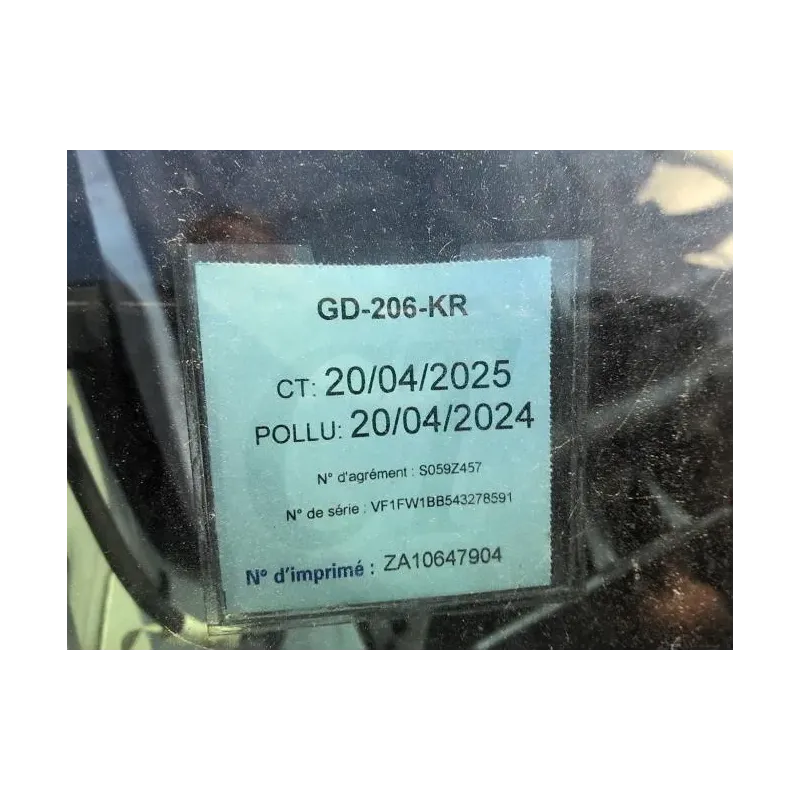 GD-206-KR
CT: 20/04/2025
POLLU: 20/04/2024
N° d'agrément : S059Z457
N° de série : VF1FW1BB543278591
N° d'imprimé : ZA10647904